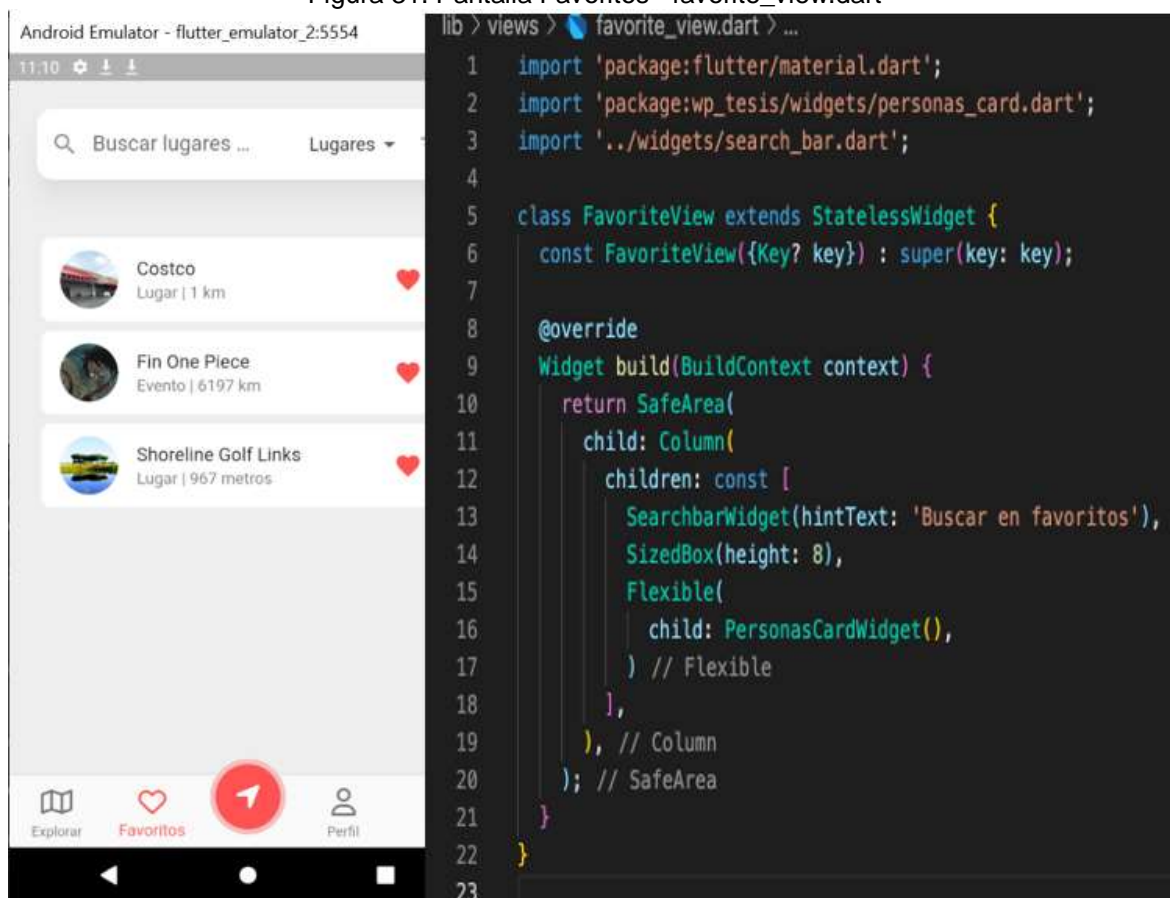 Figura 31. Pantalla Favoritos - favorite_view.dart
Android Emulator - flutter_emulator_2:5554
11:10
Buscar lugares ... Lugares
Costco
Lugar | 1 km
Fin One Piece
Evento | 6197 km
Shoreline Golf Links
Lugar | 967 metros
Explorar Favoritos Perfil
lib > views > favorite_view.dart > ...
1 import 'package:flutter/material.dart';
2 import 'package:wp_tesis/widgets/personas_card.dart';
3 import '../widgets/search_bar.dart';
4
5 class FavoriteView extends StatelessWidget {
6 const FavoriteView({Key? key}) : super(key: key);
7
8 @override
9 Widget build(BuildContext context) {
10 return SafeArea(
11 child: Column(
12 children: const [
13 SearchbarWidget(hintText: 'Buscar en favoritos'),
14 SizedBox(height: 8),
15 Flexible(
16 child: PersonasCardWidget(),
17 ) // Flexible
18 ],
19 ), // Column
20 ); // SafeArea
21 }
22 }
23